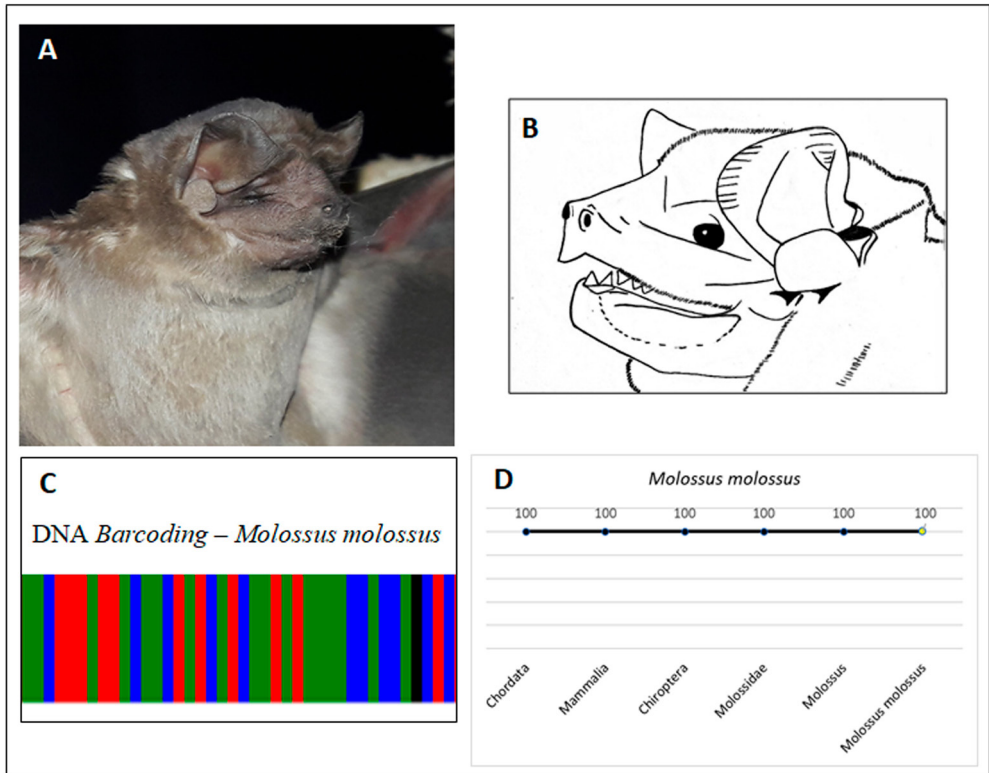 A
B
C
DNA Barcoding – Molossus molossus
D
Molossus molossus
100 100 100 100 100 100
Chordata
Mammalia
Chiroptera
Molossidae
Molossus
Molossus molossus